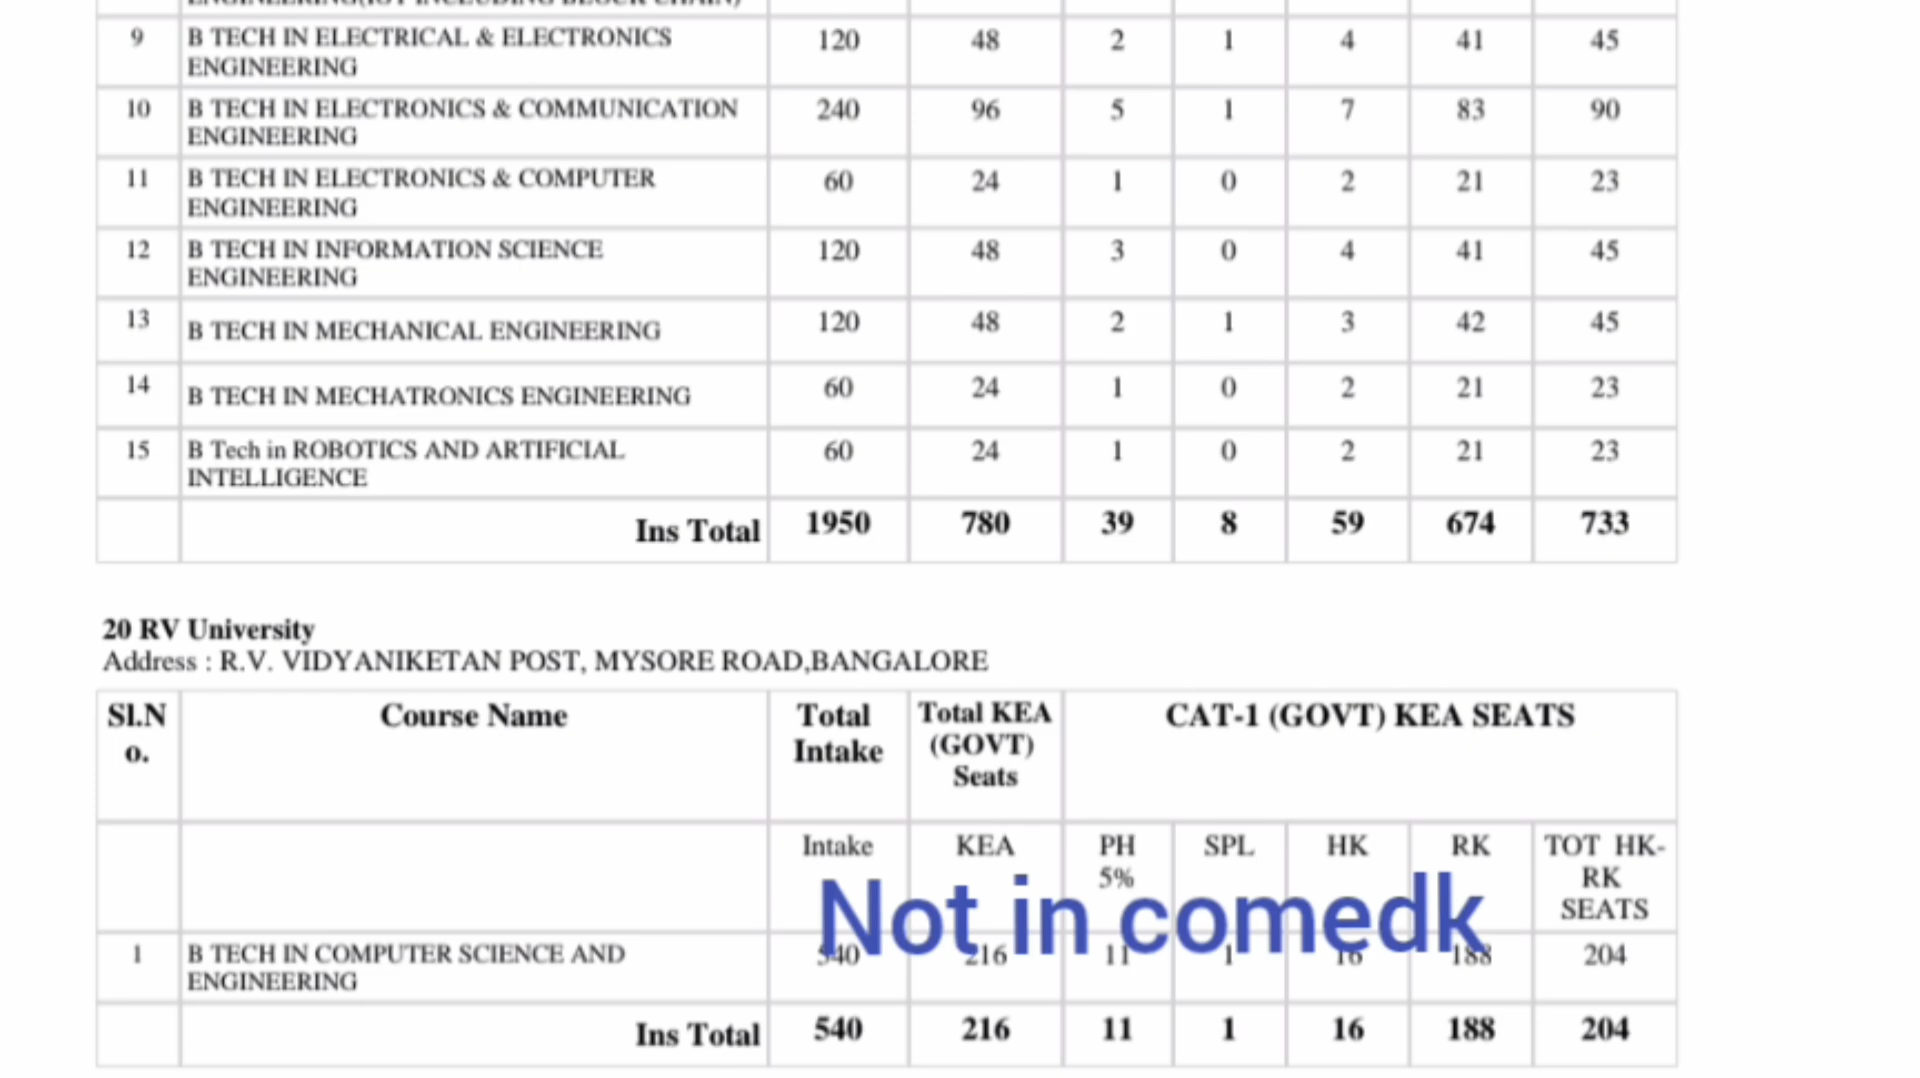 9 B TECH IN ELECTRICAL & ELECTRONICS 120 48 2 1 4 41 45
ENGINEERING
10 B TECH IN ELECTRONICS & COMMUNICATION 240 96 5 1 7 83 90
ENGINEERING
11 B TECH IN ELECTRONICS & COMPUTER 60 24 1 0 2 21 23
ENGINEERING
12 B TECH IN INFORMATION SCIENCE 120 48 3 0 4 41 45
ENGINEERING
13 B TECH IN MECHANICAL ENGINEERING 120 48 2 1 3 42 45
14 B TECH IN MECHATRONICS ENGINEERING 60 24 1 0 2 21 23
15 B Tech in ROBOTICS AND ARTIFICIAL 60 24 1 0 2 21 23
INTELLIGENCE
Ins Total 1950 780 39 8 59 674 733
20 RV University
Address : R.V. VIDYANIKETAN POST, MYSORE ROAD,BANGALORE
Sl.N Course Name Total Total KEA CAT-1 (GOVT) KEA SEATS
o. Intake (GOVT)
Seats
Intake KEA PH SPL HK RK TOT HK-
5% RK
SEATS
Not in comedk
1 B TECH IN COMPUTER SCIENCE AND 540 216 11 1 16 188 204
ENGINEERING
Ins Total 540 216 11 1 16 188 204